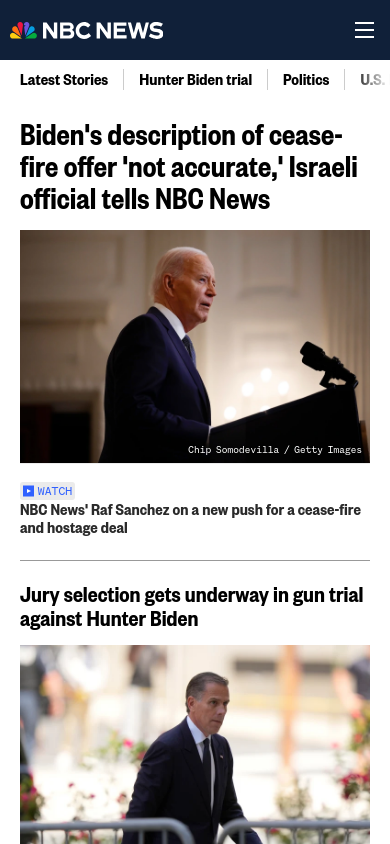 NBC NEWS
Latest Stories
Hunter Biden trial
Politics
U.S.
Biden's description of cease-
fire offer 'not accurate,' Israeli
official tells NBC News
Chip Somodevilla / Getty Images
WATCH
NBC News' Raf Sanchez on a new push for a cease-fire
and hostage deal
Jury selection gets underway in gun trial
against Hunter Biden